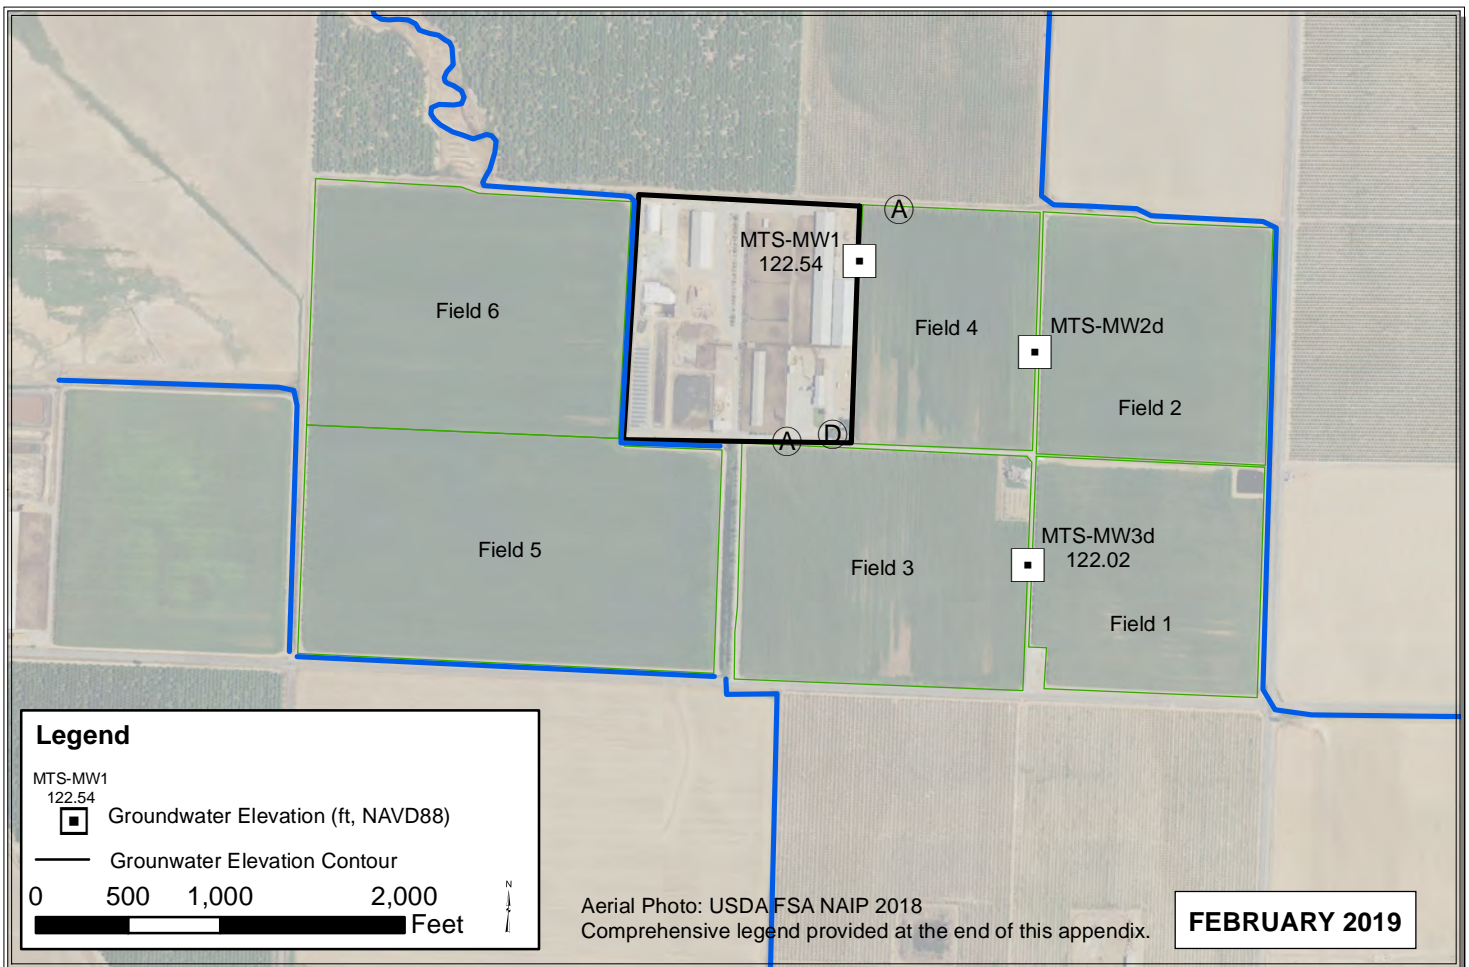 A
MTS-MW1
122.54
Field 6
Field 4
MTS-MW2d
Field 2
A
D
Field 5
MTS-MW3d
122.02
Field 3
Field 1
Legend
MTS-MW1
122.54
Groundwater Elevation (ft, NAVD88)
Grounwater Elevation Contour
0 500 1,000 2,000
Feet
N
Aerial Photo: USDA FSA NAIP 2018
Comprehensive legend provided at the end of this appendix.
FEBRUARY 2019